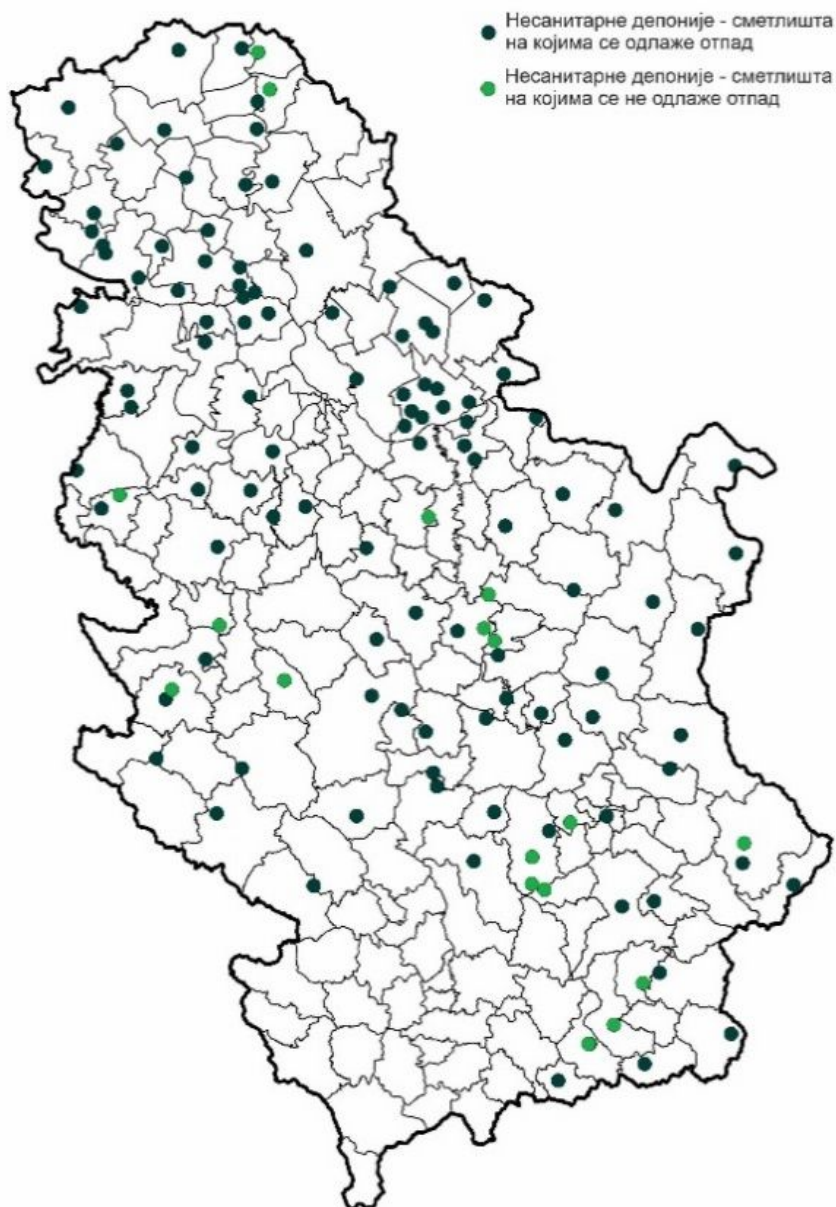 Несанитарне депоније - сметлишта
на којима се одлаже отпад
Несанитарне депоније - сметлишта
на којима се не одлаже отпад